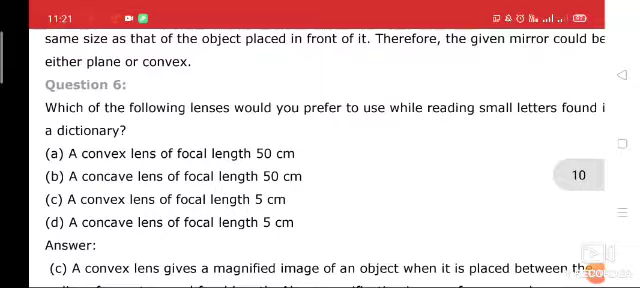 11:21
same size as that of the object placed in front of it. Therefore, the given mirror could be
either plane or convex.
Question 6:
Which of the following lenses would you prefer to use while reading small letters found i
a dictionary?
(a) A convex lens of focal length 50 cm
(b) A concave lens of focal length 50 cm
(c) A convex lens of focal length 5 cm
10
(d) A concave lens of focal length 5 cm
Answer:
(c) A convex lens gives a magnified image of an object when it is placed between the